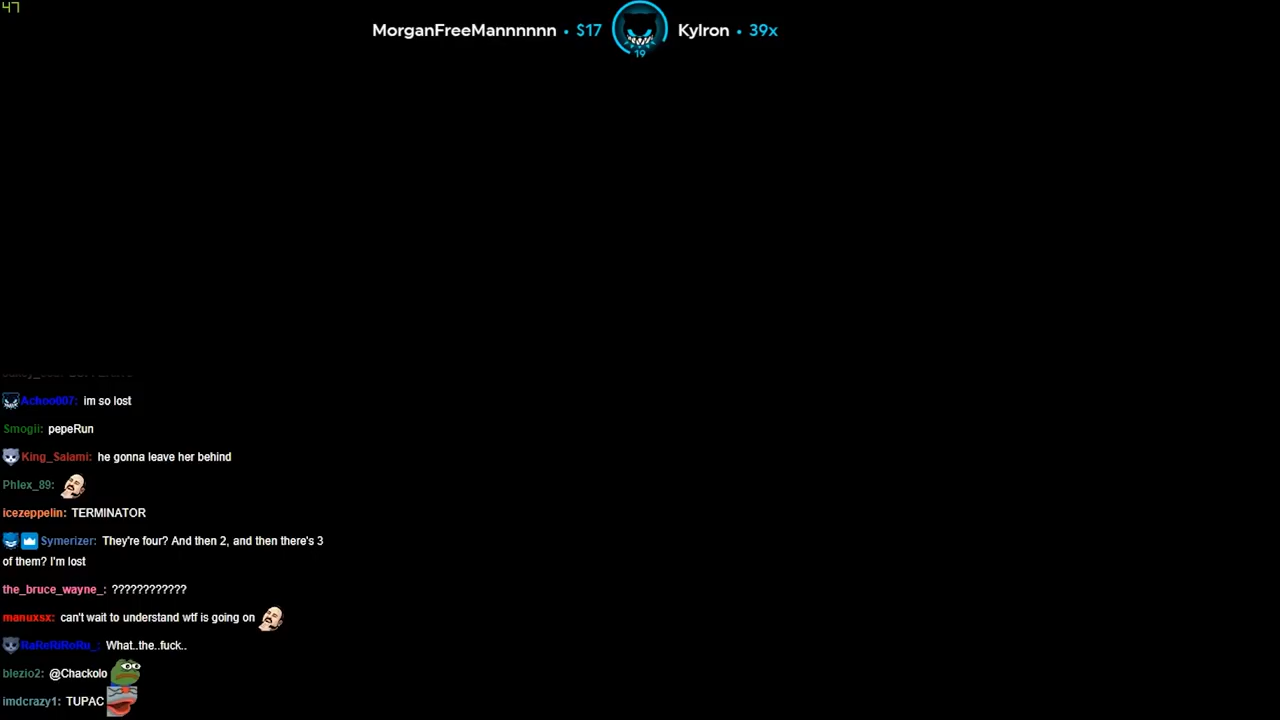 47
MorganFreeMannnnnn • $17
19
Kylron • 39x
Achoo007: im so lost
Smogii: pepeRun
King_Salami: he gonna leave her behind
Phlex_89:
icezeppelin: TERMINATOR
Symerizer: They're four? And then 2, and then there's 3
of them? I'm lost
the_bruce_wayne_: ????????????
manuxsx: can't wait to understand wtf is going on
RaReRiRoRu_: What..the..fuck..
blezio2: @Chackolo
imdcrazy1: TUPAC